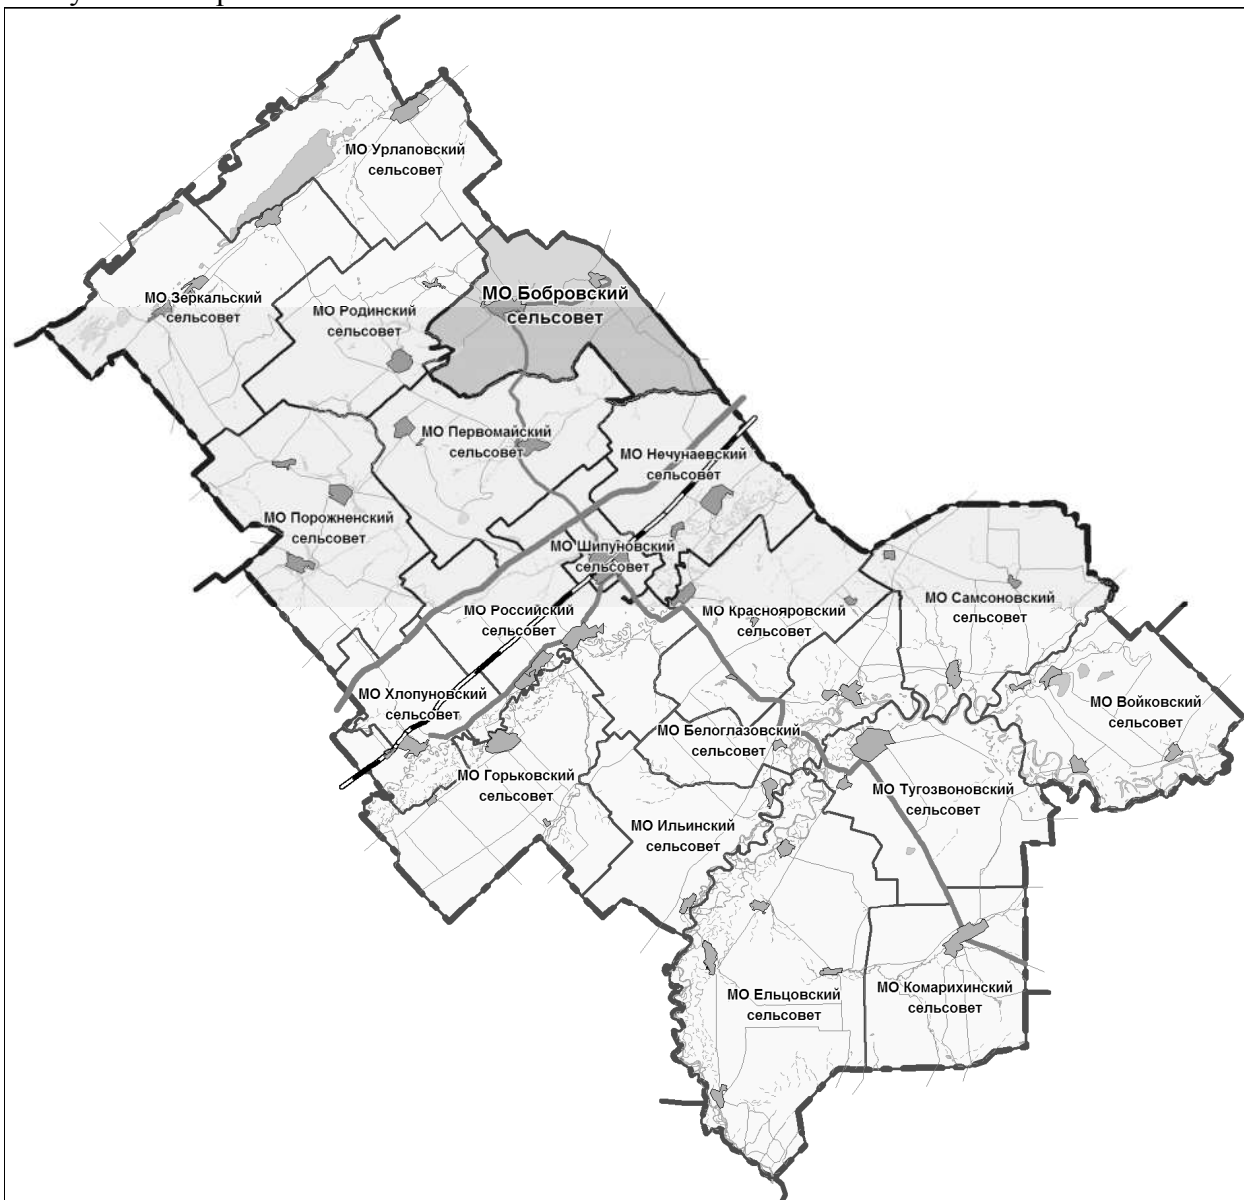 МО Урлаповский
сельсовет
МО Зеркальский
сельсовет
МО Родинский
сельсовет
МО Бобровский
сельсовет
МО Первомайский
сельсовет
МО Нечунаевский
сельсовет
МО Порожненский
сельсовет
МО Шипуновский
сельсовет
МО Российский
сельсовет
МО Краснояровский
сельсовет
МО Самсоновский
сельсовет
МО Хлопуновский
сельсовет
МО Войковский
сельсовет
МО Белоглазовский
сельсовет
МО Горьковский
сельсовет
МО Тугозвоновский
сельсовет
МО Ильинский
сельсовет
МО Ельцовский
сельсовет
МО Комарихинский
сельсовет